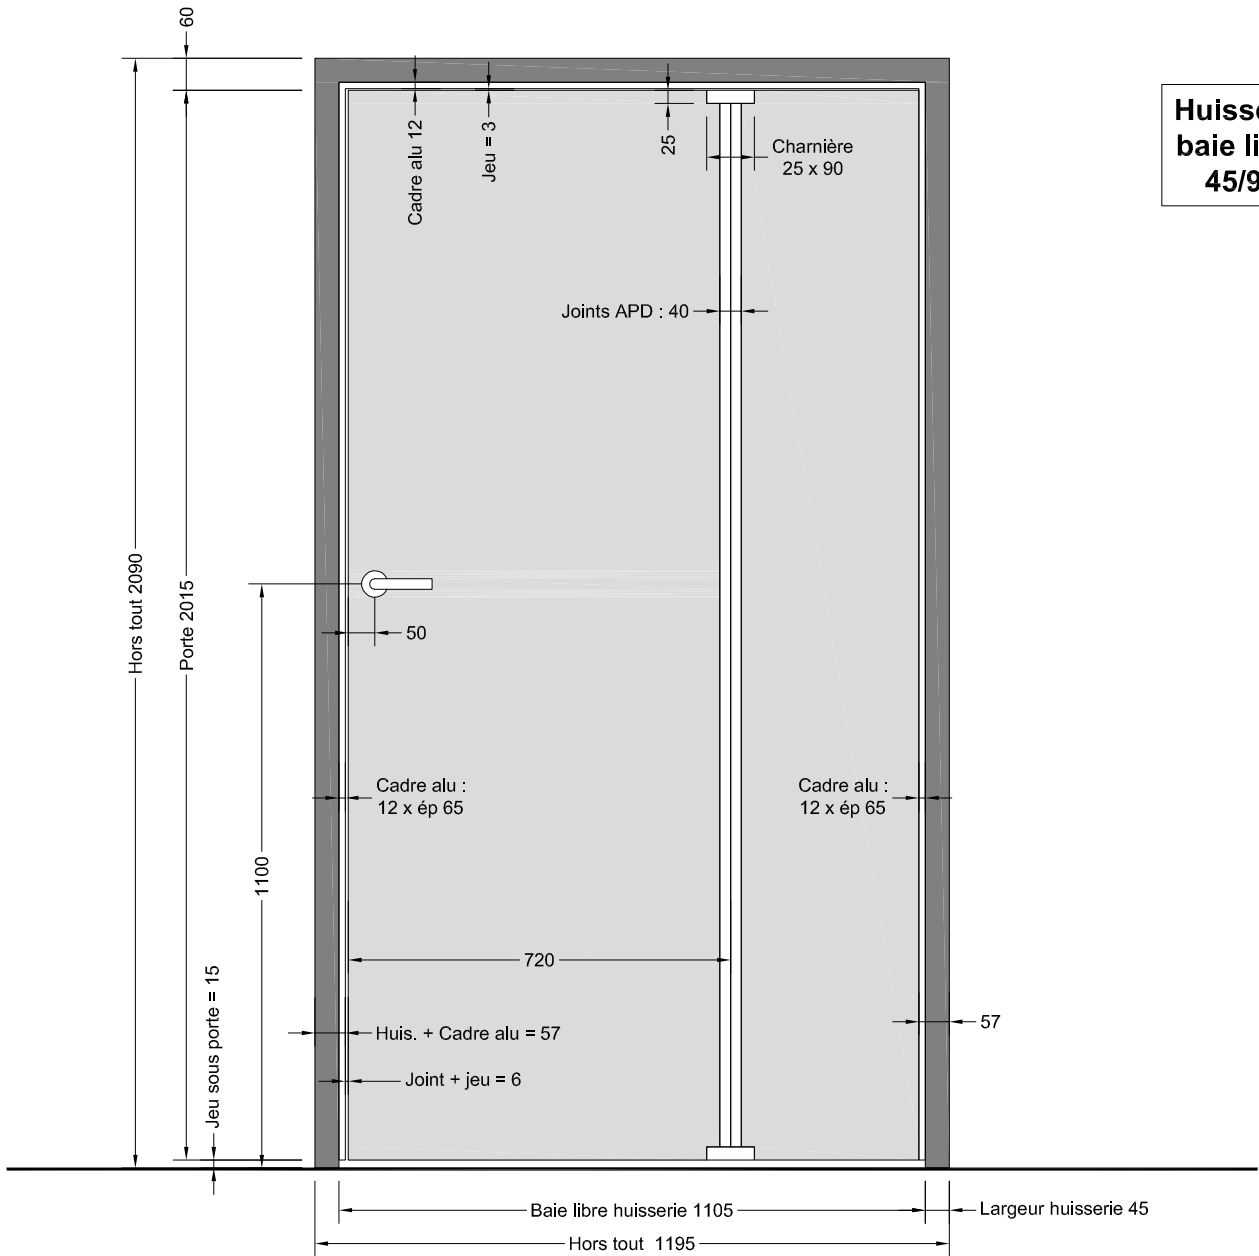 60
Huisse
baie li
45/9
Cadre alu 12
Jeu = 3
25
Charnière
25 x 90
Joints APD : 40
Hors tout 2090
Porte 2015
50
Cadre alu :
12 x ép 65
Cadre alu :
12 x ép 65
1100
720
Jeu sous porte = 15
Huis. + Cadre alu = 57
57
Joint + jeu = 6
Baie libre huisserie 1105
Largeur huisserie 45
Hors tout 1195